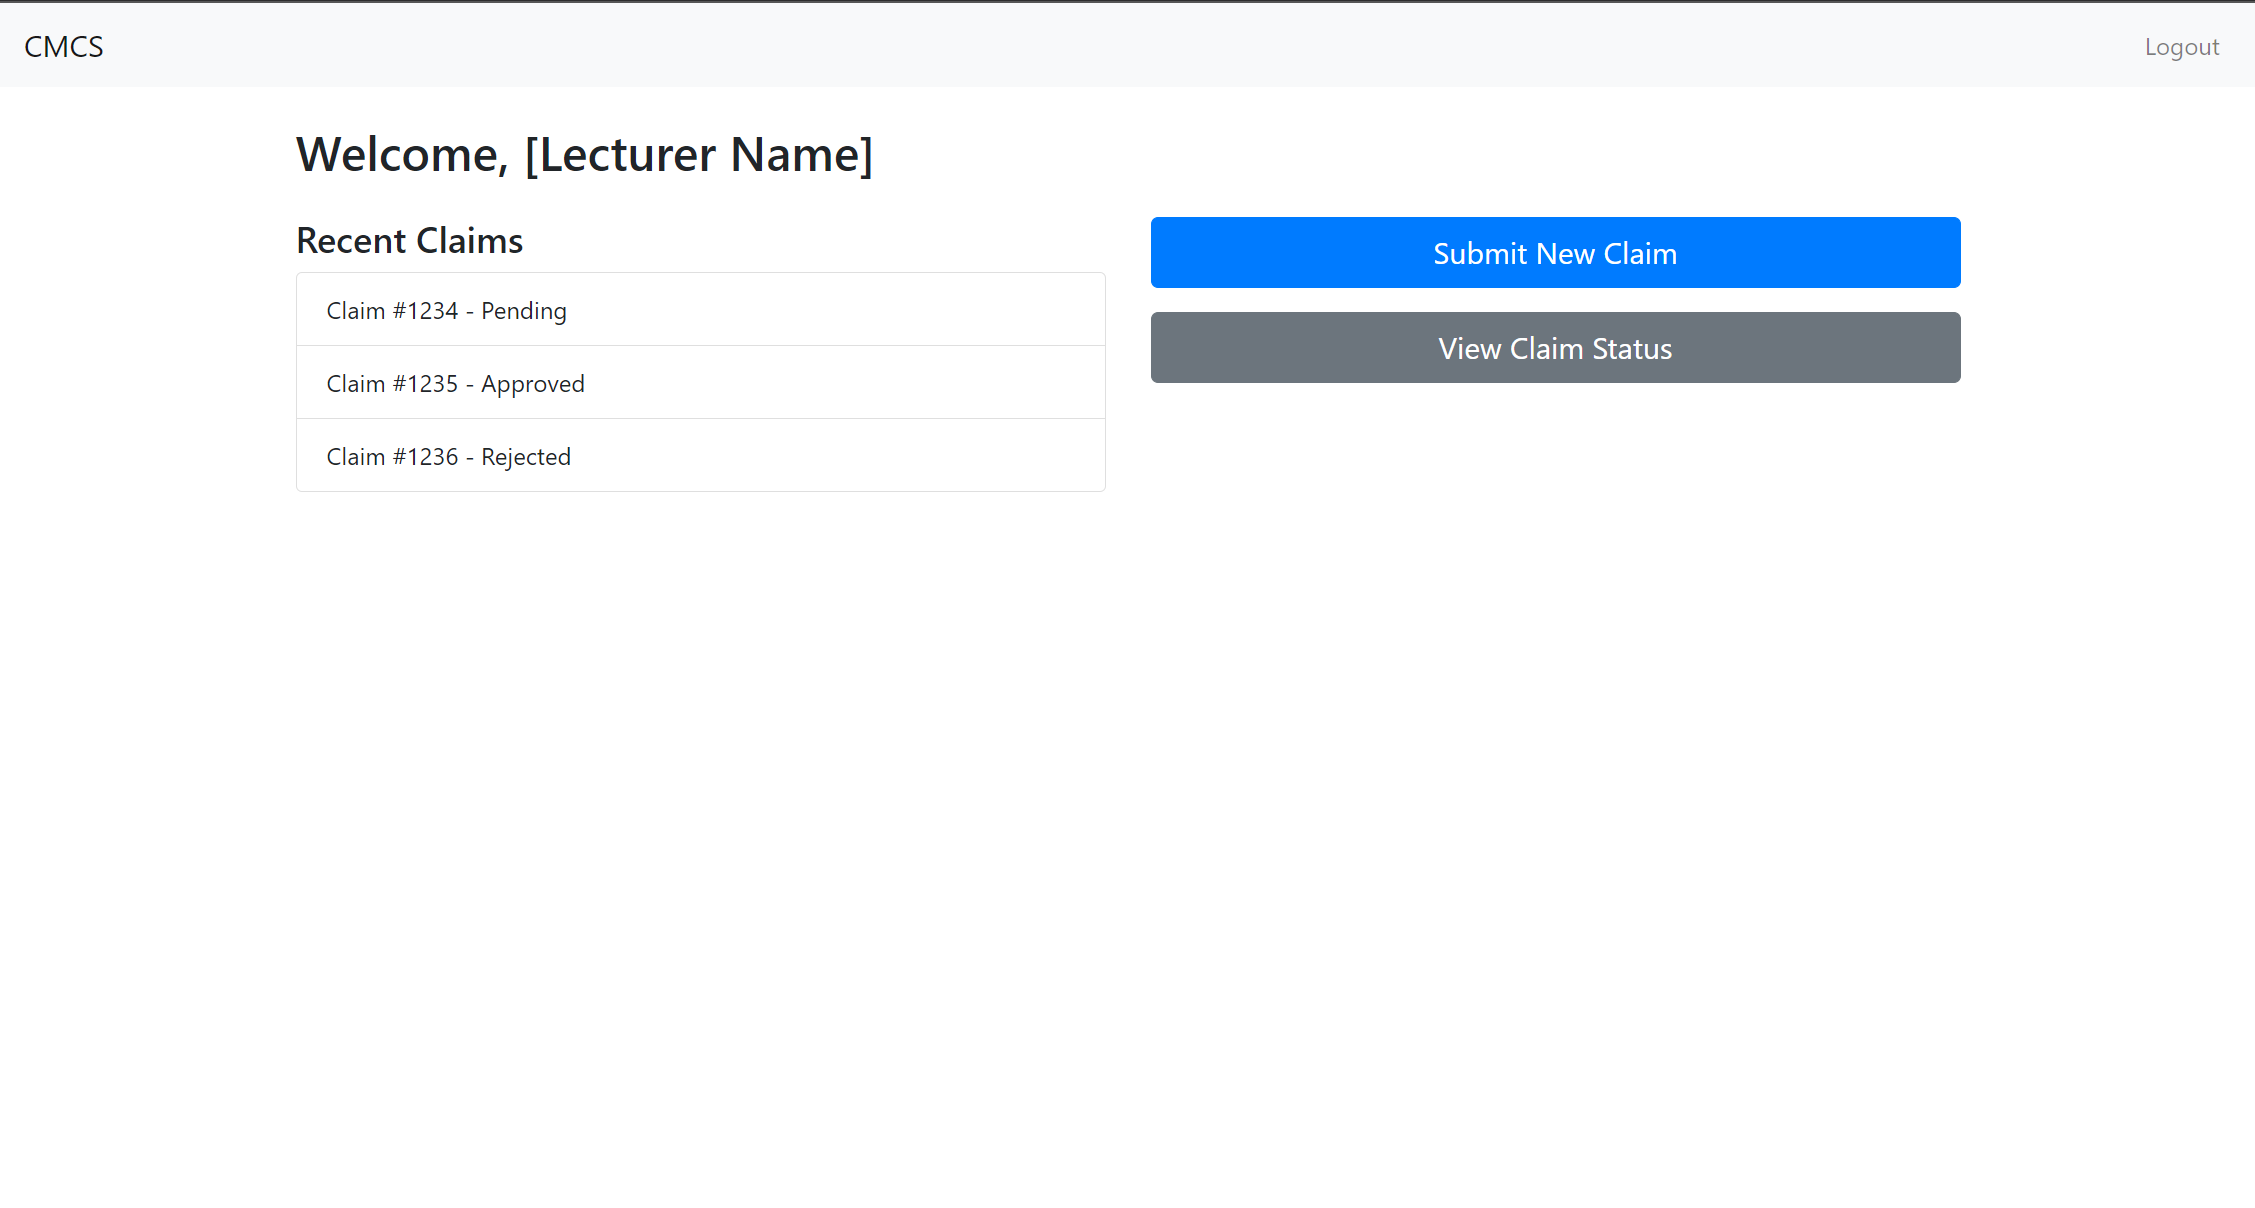 CMCS
Logout
Welcome, [Lecturer Name]
Recent Claims
Claim #1234 - Pending
Claim #1235 - Approved
Claim #1236 - Rejected
Submit New Claim
View Claim Status